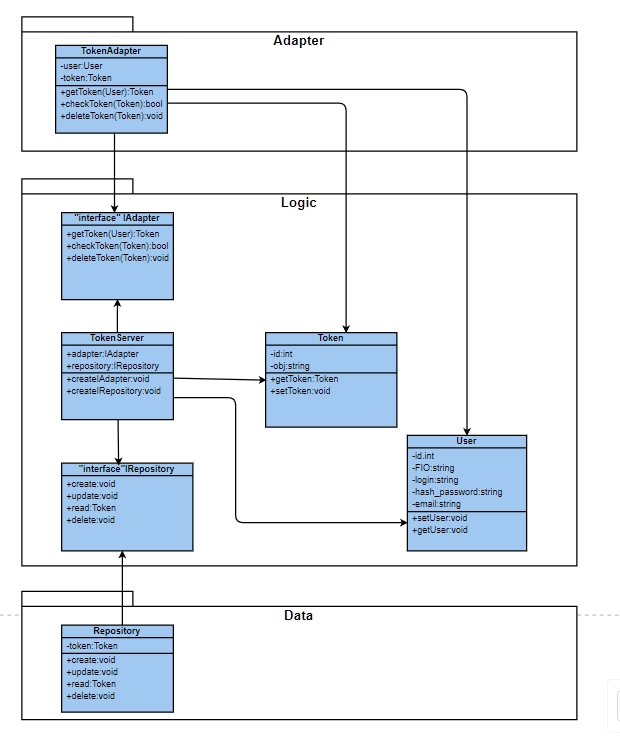 Adapter
TokenAdapter
-user:User
-token:Token
+getToken(User):Token
+checkToken(Token):bool
+deleteToken(Token):void
Logic
"interface" IAdapter
+getToken(User):Token
+checkToken(Token):bool
+deleteToken(Token):void
TokenServer
+adapter:IAdapter
+repository:IRepository
+createIAdapter:void
+createIRepository:void
Token
-id:int
-obj:string
+getToken:Token
+setToken:void
"interface"IRepository
+create:void
+update:void
+read:Token
+delete:void
User
-id.int
-FIO:string
-login:string
-hash_password:string
-email:string
+setUser:void
+getUser:void
Data
Repository
-token:Token
+create:void
+update:void
+read:Token
+delete:void